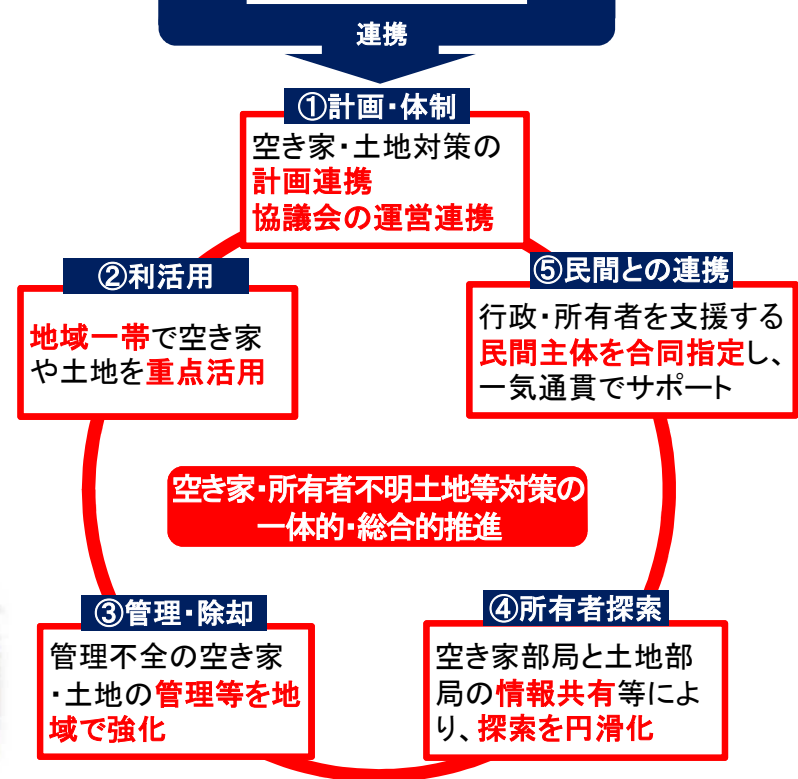 連携
①計画・体制
空き家・土地対策の
計画連携
協議会の運営連携
②利活用
地域一帯で空き家
や土地を重点活用
⑤民間との連携
行政・所有者を支援する
民間主体を合同指定し、
一気通貫でサポート
空き家・所有者不明土地等対策の
一体的・総合的推進
③管理・除却
管理不全の空き家
・土地の管理等を地
域で強化
④所有者探索
空き家部局と土地部
局の情報共有等によ
り、探索を円滑化